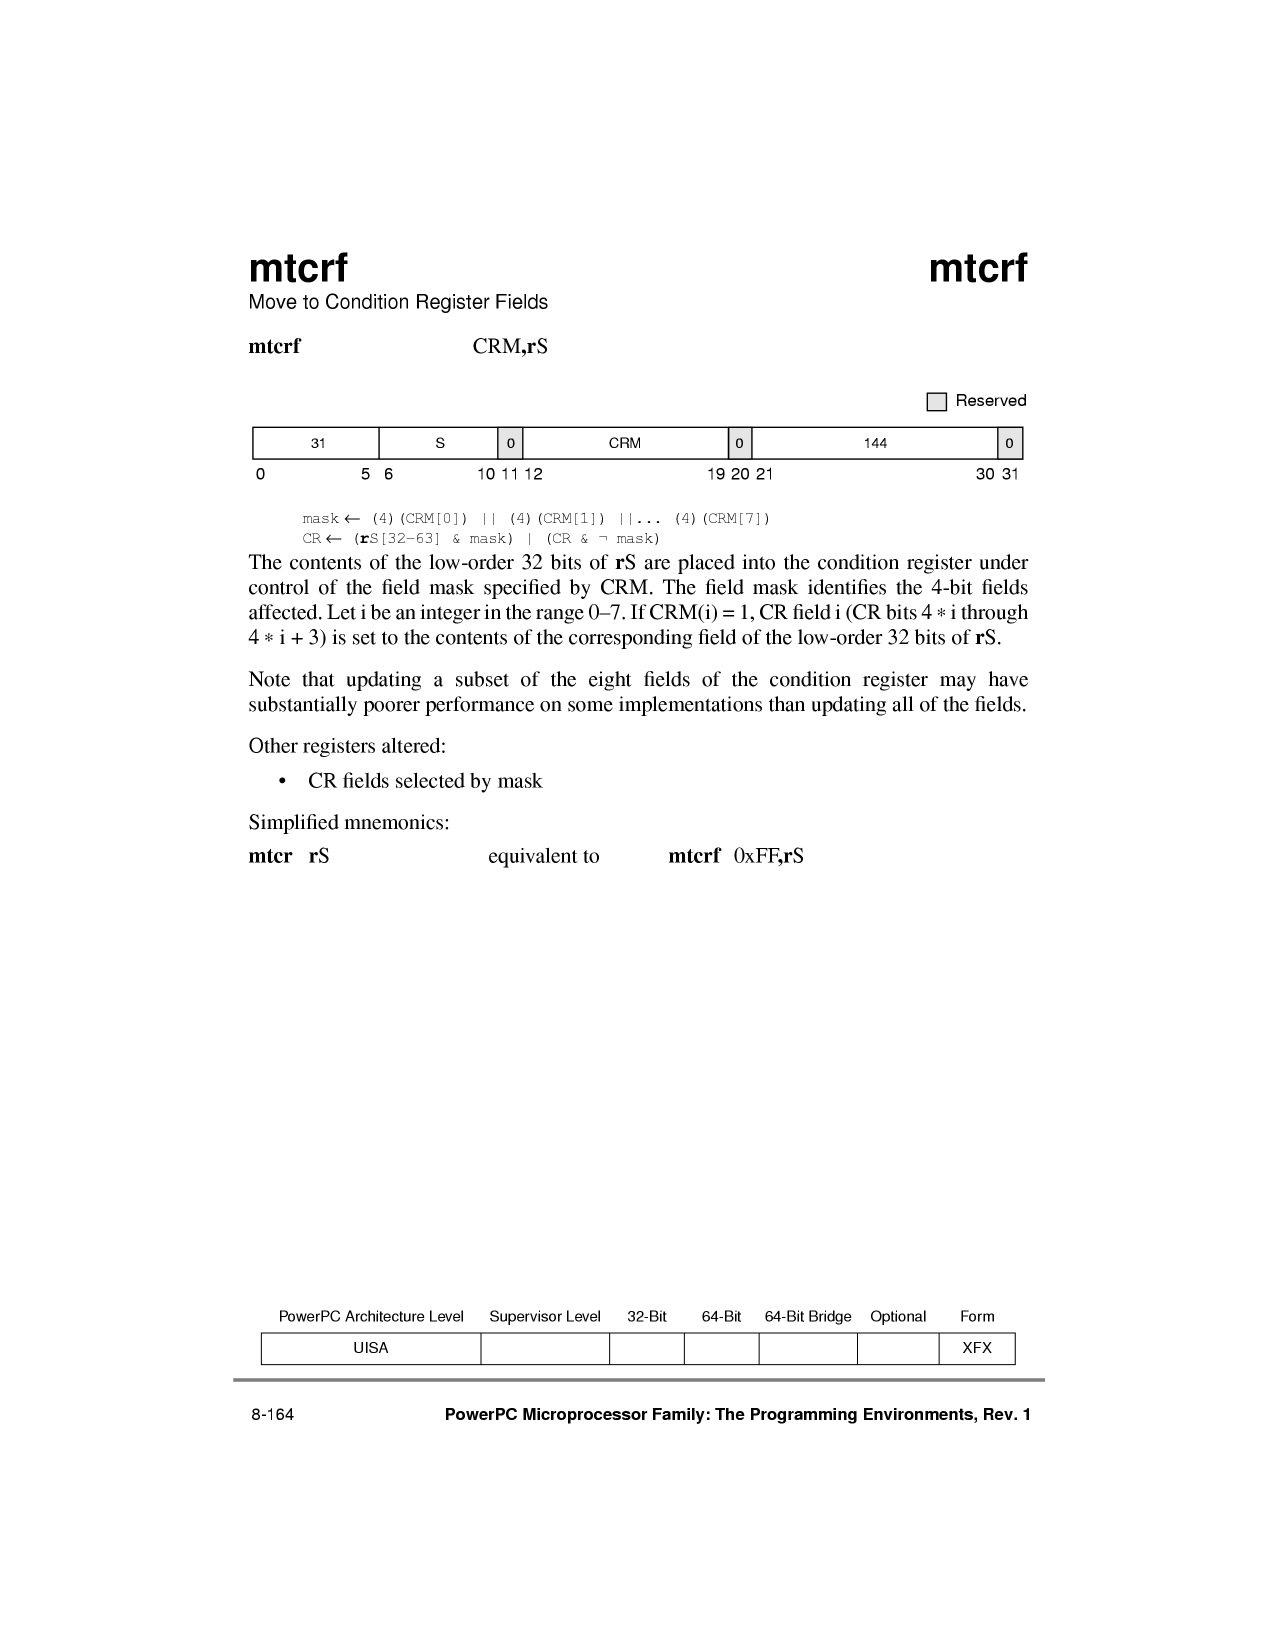 mtcrf mtcrf
Move to Condition Register Fields
mtcrf CRM,rS
Reserved
31 S 0 CRM 0 144 0
0 5 6 10 11 12 19 20 21 30 31
mask ← (4)(CRM[0]) || (4)(CRM[1]) ||... (4)(CRM[7])
CR ← (rS[32–63] & mask) | (CR & ¬ mask)
The contents of the low-order 32 bits of rS are placed into the condition register under
control of the field mask specified by CRM. The field mask identifies the 4-bit fields
affected. Let i be an integer in the range 0–7. If CRM(i) = 1, CR field i (CR bits 4 * i through
4 * i + 3) is set to the contents of the corresponding field of the low-order 32 bits of rS.
Note that updating a subset of the eight fields of the condition register may have
substantially poorer performance on some implementations than updating all of the fields.
Other registers altered:
• CR fields selected by mask
Simplified mnemonics:
mtcr rS equivalent to mtcrf 0xFF,rS
PowerPC Architecture Level Supervisor Level 32-Bit 64-Bit 64-Bit Bridge Optional Form
UISA XFX
8-164 PowerPC Microprocessor Family: The Programming Environments, Rev. 1